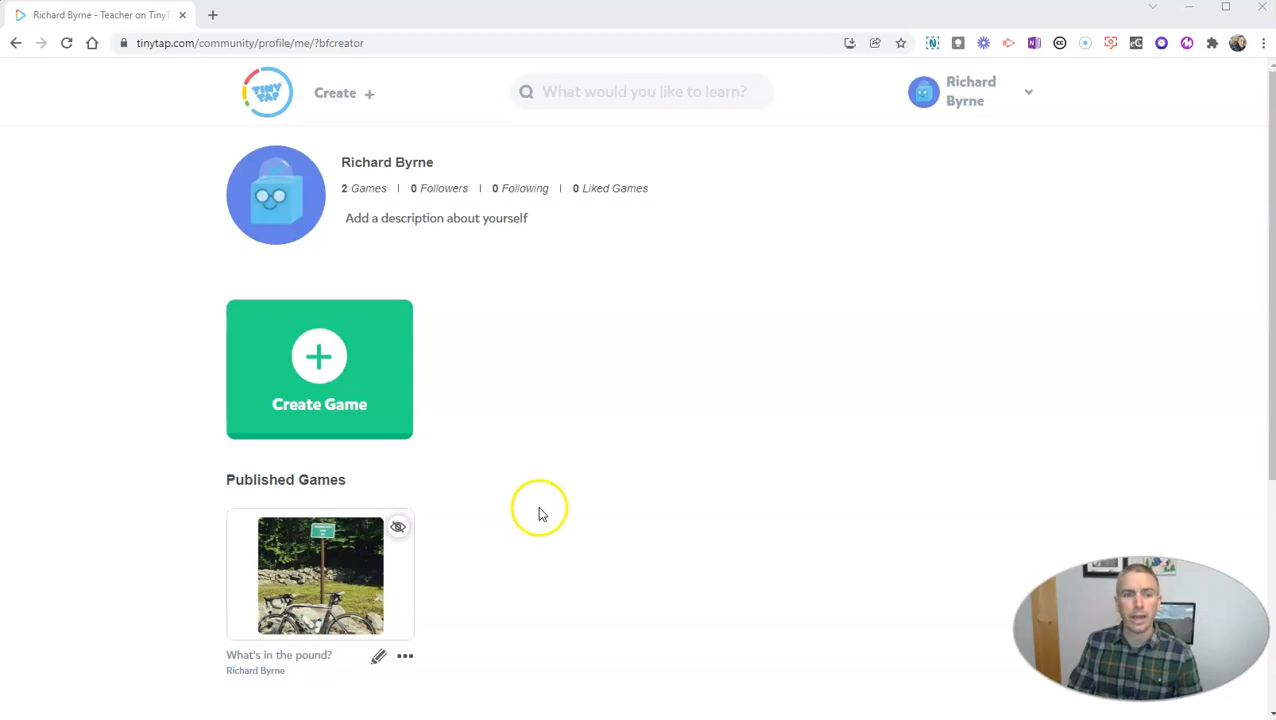 Richard Byrne - Teacher on TinyT
tinytap.com/community/profile/me/?bfcreator
TINY
TAP
Create +
What would you like to learn?
Richard
Byrne
Richard Byrne
2 Games | 0 Followers | 0 Following | 0 Liked Games
Add a description about yourself
Create Game
Published Games
What's in the pound?
Richard Byrne